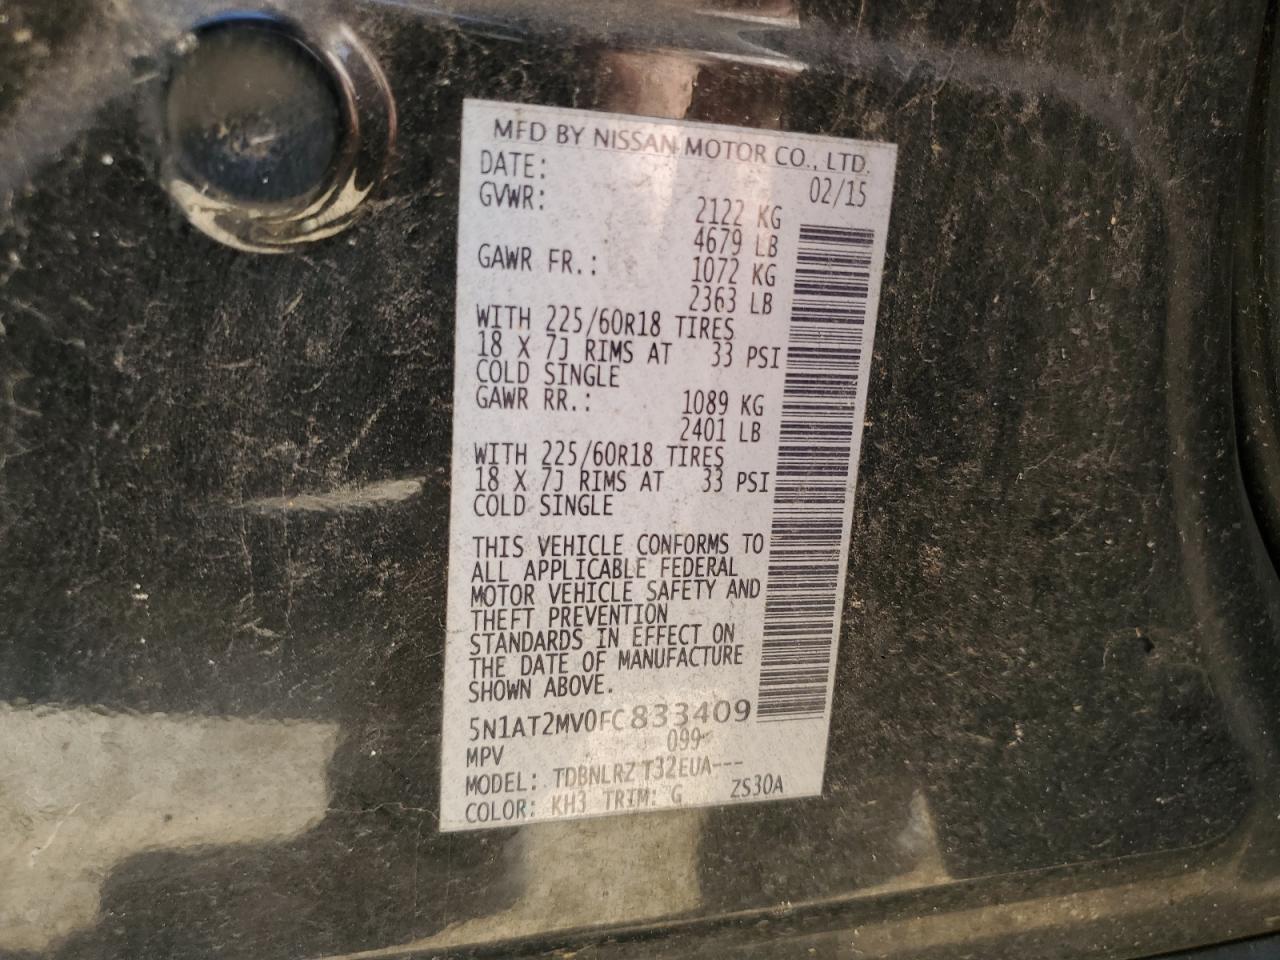 MFD BY NISSAN MOTOR CO., LTD.
DATE: 02/15
GVWR: 2122 KG
4679 LB
GAWR FR.: 1072 KG
2363 LB
WITH 225/60R18 TIRES
18 X 7J RIMS AT 33 PSI
COLD SINGLE
GAWR RR.: 1089 KG
2401 LB
WITH 225/60R18 TIRES
18 X 7J RIMS AT 33 PSI
COLD SINGLE
THIS VEHICLE CONFORMS TO
ALL APPLICABLE FEDERAL
MOTOR VEHICLE SAFETY AND
THEFT PREVENTION
STANDARDS IN EFFECT ON
THE DATE OF MANUFACTURE
SHOWN ABOVE.
5N1AT2MV0FC833409
MPV 099
MODEL: TDBNLRZ T32EUA---
COLOR: KH3 TRIM: G ZS30A